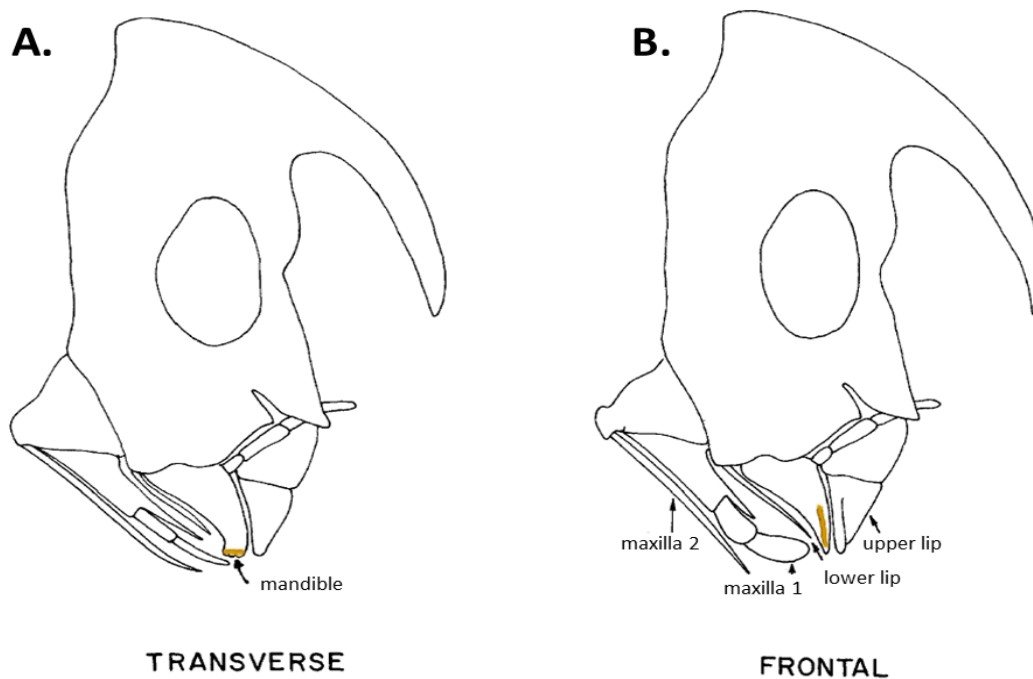 A.
B.
maxilla 2
upper lip
mandible
maxilla 1
lower lip
TRANSVERSE
FRONTAL